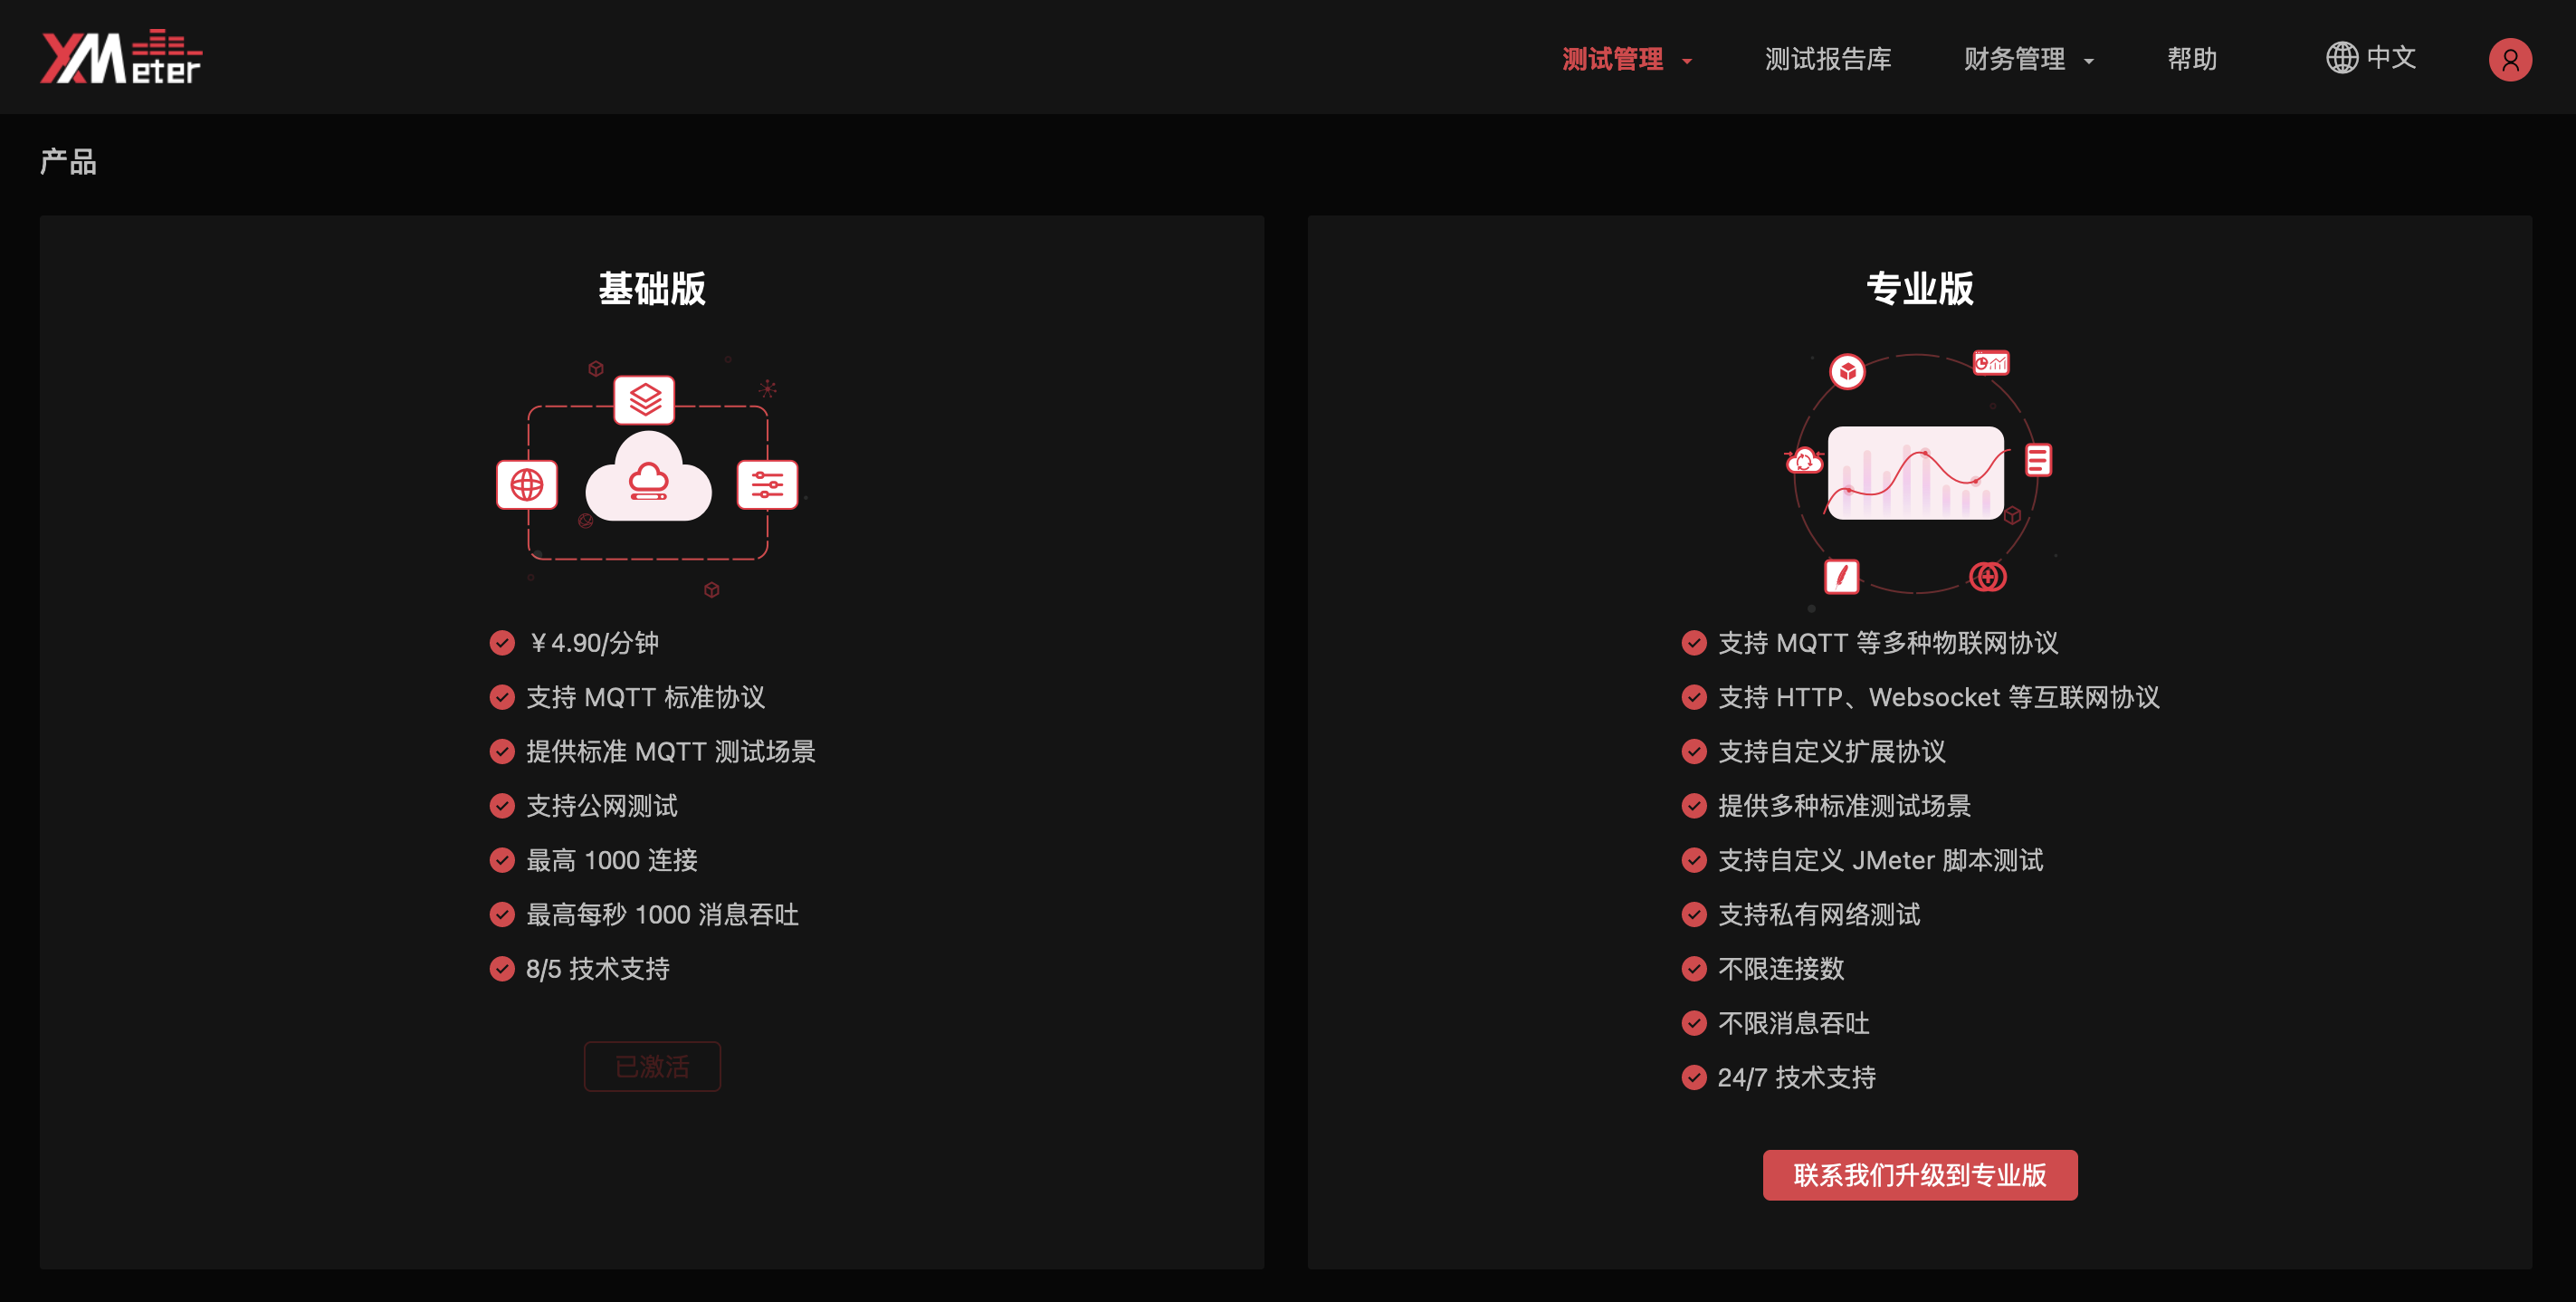 XMeter
测试管理
测试报告库
财务管理
帮助
中文
产品
基础版
¥4.90/分钟
支持 MQTT 标准协议
提供标准 MQTT 测试场景
支持公网测试
最高 1000 连接
最高每秒 1000 消息吞吐
8/5 技术支持
已激活
专业版
支持 MQTT 等多种物联网协议
支持 HTTP、Websocket 等互联网协议
支持自定义扩展协议
提供多种标准测试场景
支持自定义 JMeter 脚本测试
支持私有网络测试
不限连接数
不限消息吞吐
24/7 技术支持
联系我们升级到专业版